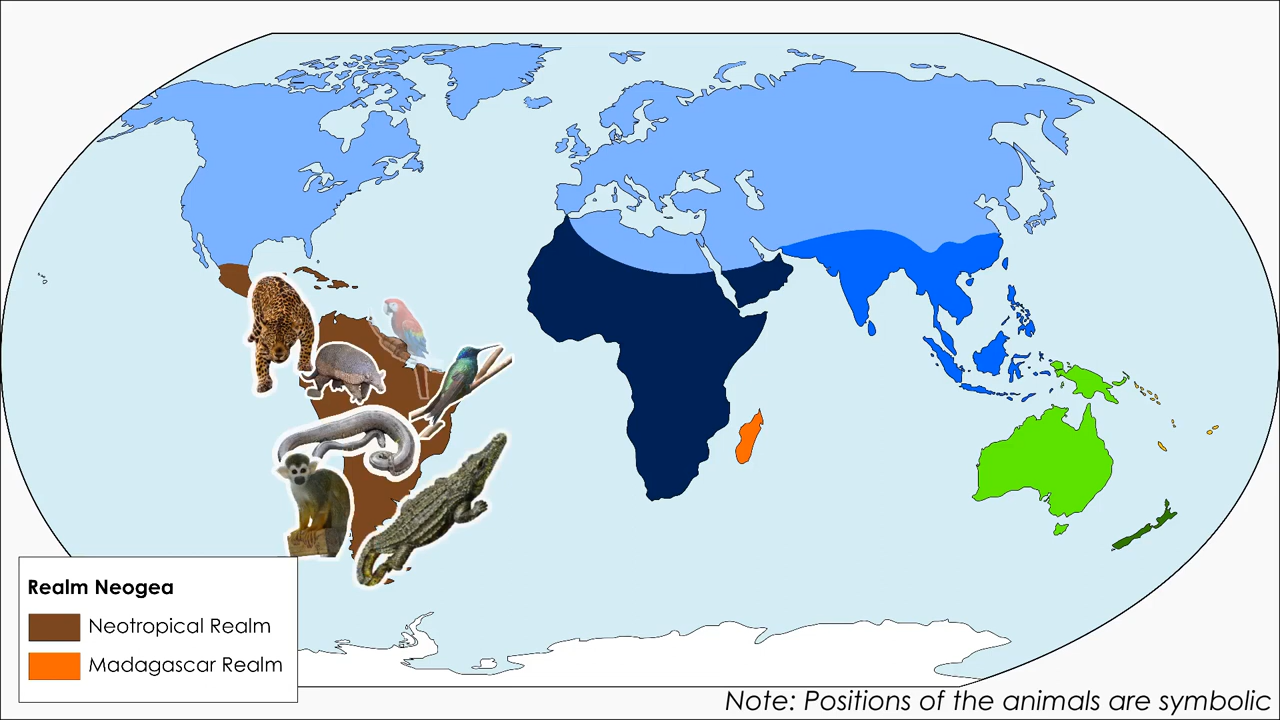 Realm Neogea
Neotropical Realm
Madagascar Realm
Note: Positions of the animals are symbolic